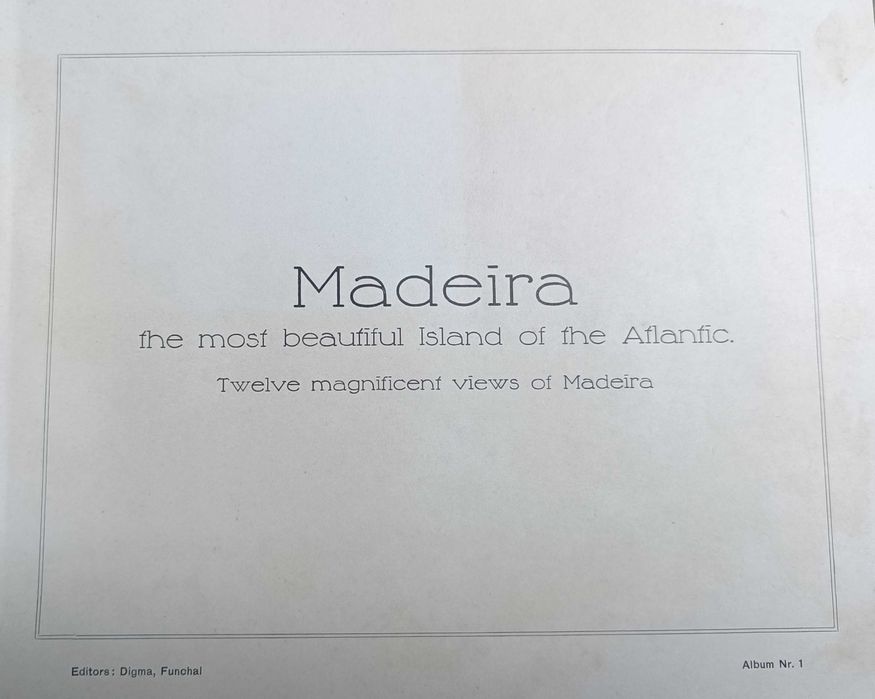 Madeira
the most beautiful Island of the Atlantic.
Twelve magnificent views of Madeira
Editors: Digma, Funchal
Album Nr. 1